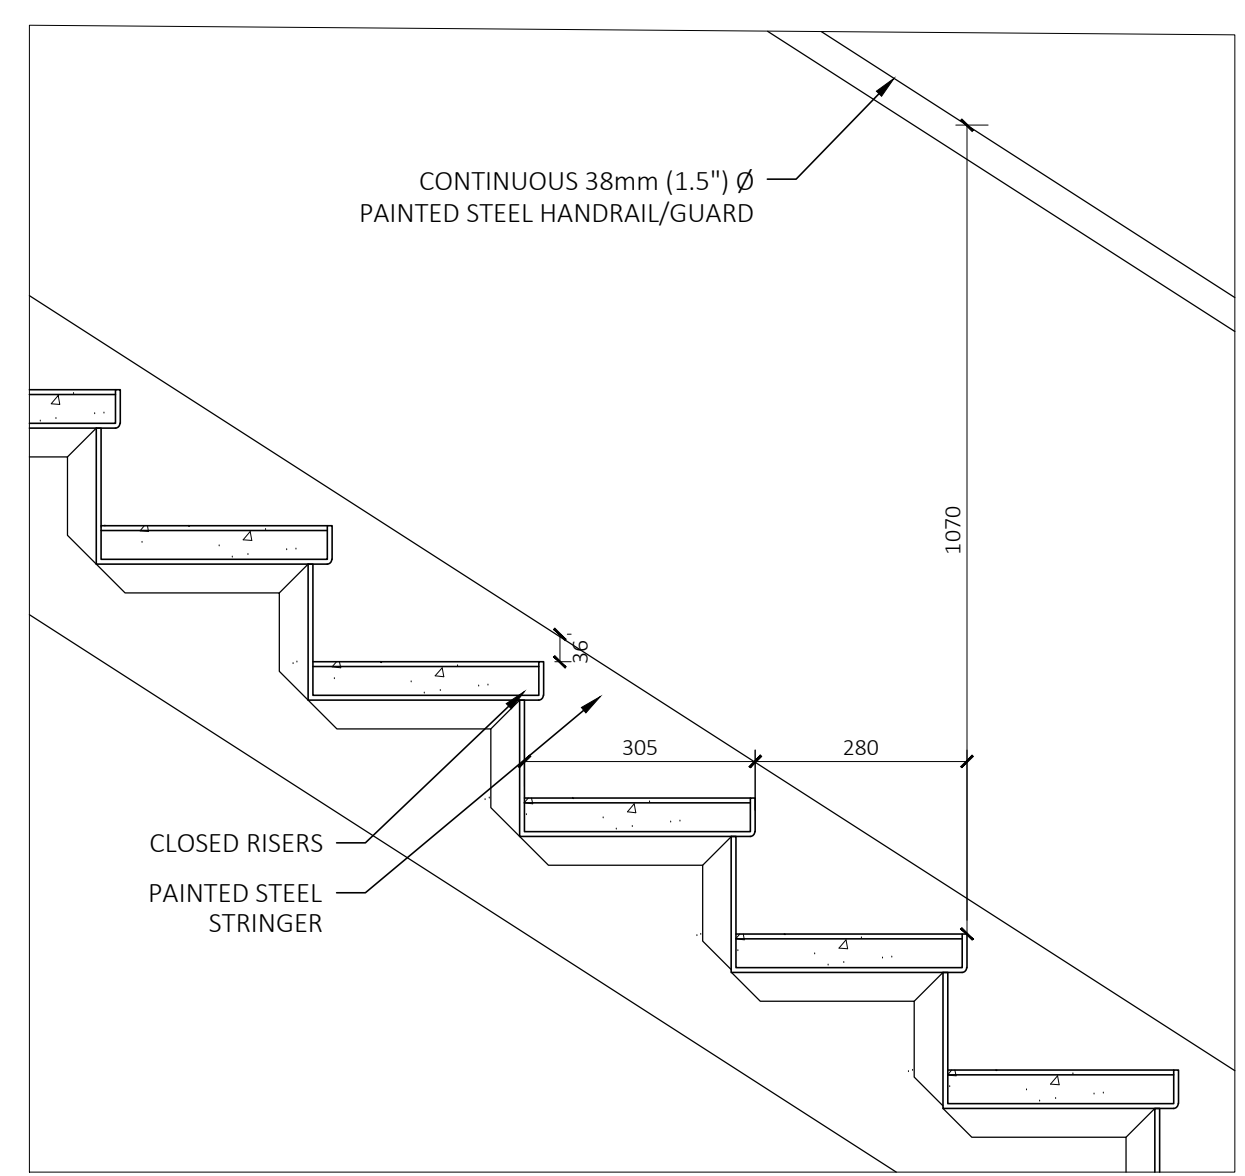 CONTINUOUS 38mm (1.5") Ø
PAINTED STEEL HANDRAIL/GUARD
1070
36
305
280
CLOSED RISERS
PAINTED STEEL
STRINGER